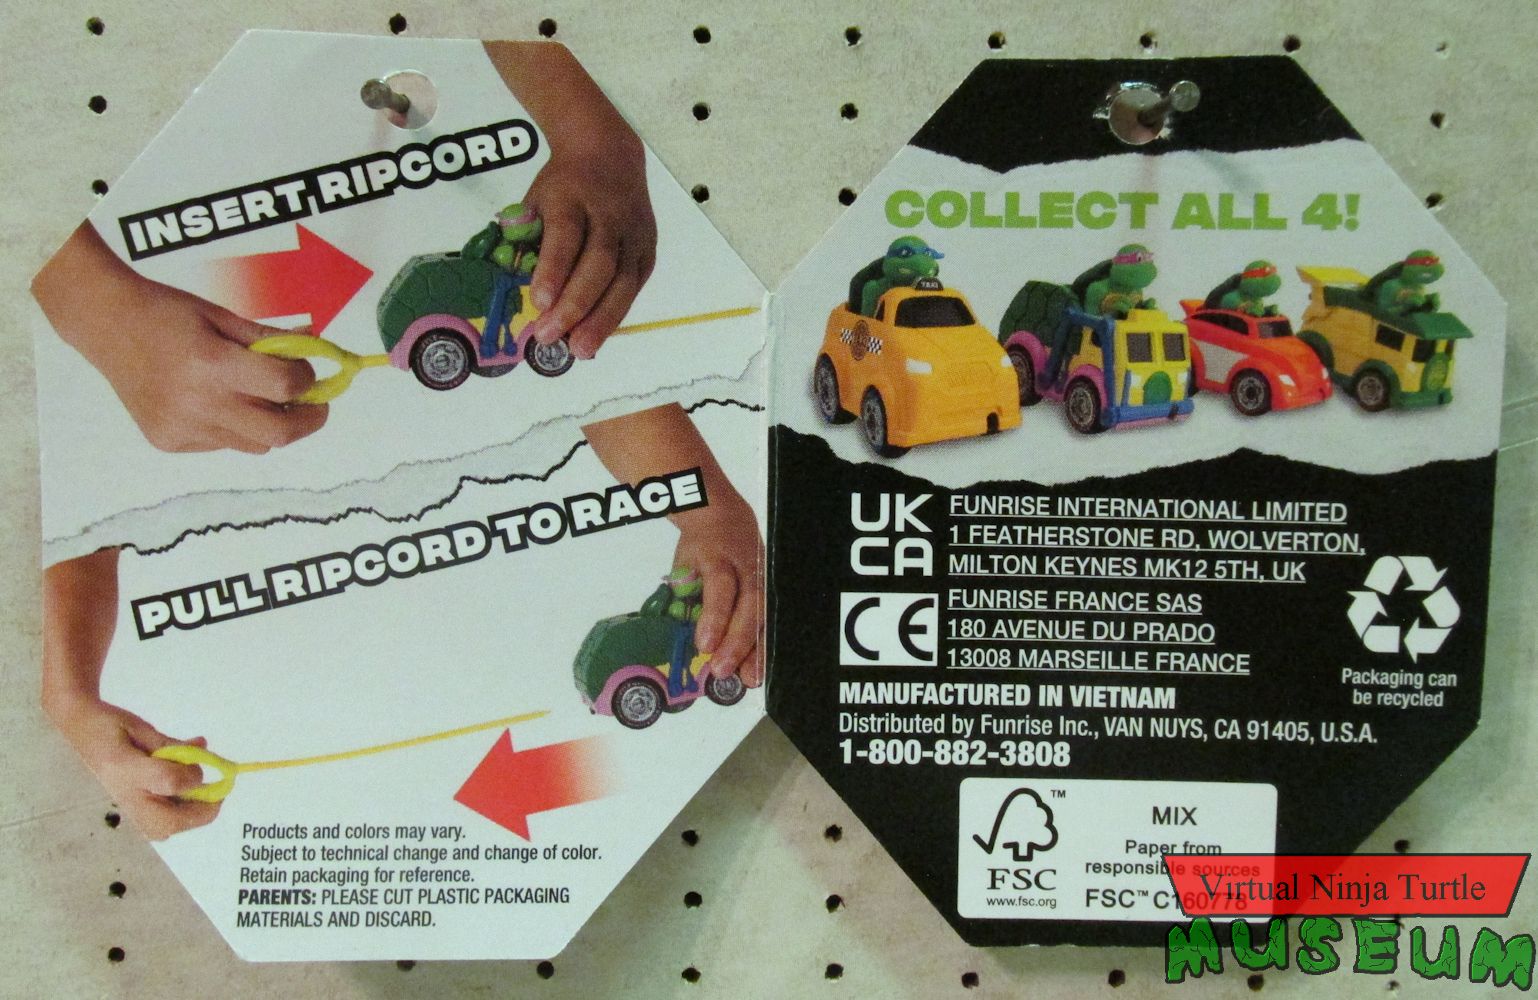 INSERT RIPCORD
PULL RIPCORD TO RACE
Products and colors may vary.
Subject to technical change and change of color.
Retain packaging for reference.
PARENTS: PLEASE CUT PLASTIC PACKAGING
MATERIALS AND DISCARD.
COLLECT ALL 4!
TAXI
UK
CA
FUNRISE INTERNATIONAL LIMITED
1 FEATHERSTONE RD, WOLVERTON,
MILTON KEYNES MK12 5TH, UK
CE
FUNRISE FRANCE SAS
180 AVENUE DU PRADO
13008 MARSEILLE FRANCE
Packaging can
be recycled
MANUFACTURED IN VIETNAM
Distributed by Funrise Inc., VAN NUYS, CA 91405, U.S.A.
1-800-882-3808
FSC
www.fsc.org
TM
MIX
Paper from
responsible sources
FSC™ C160778
Virtual Ninja Turtle
MUSEUM